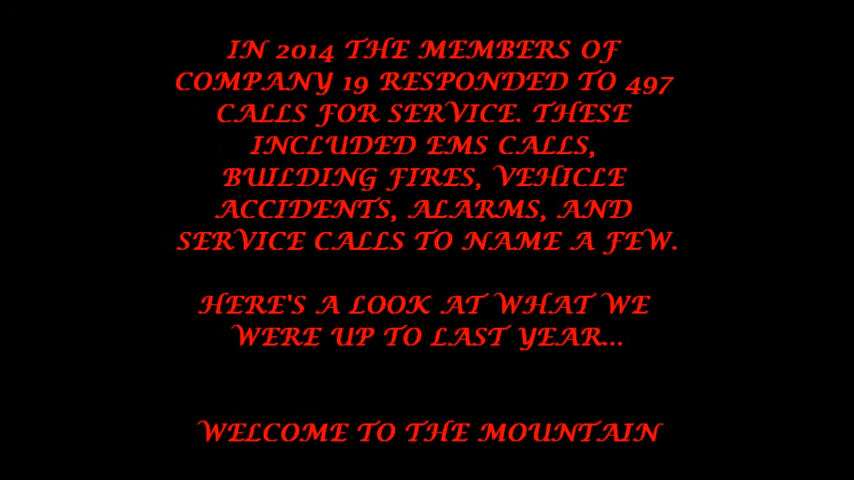 IN 2014 THE MEMBERS OF
COMPANY 19 RESPONDED TO 497
CALLS FOR SERVICE. THESE
INCLUDED EMS CALLS,
BUILDING FIRES, VEHICLE
ACCIDENTS, ALARMS, AND
SERVICE CALLS TO NAME A FEW.
HERE'S A LOOK AT WHAT WE
WERE UP TO LAST YEAR...
WELCOME TO THE MOUNTAIN